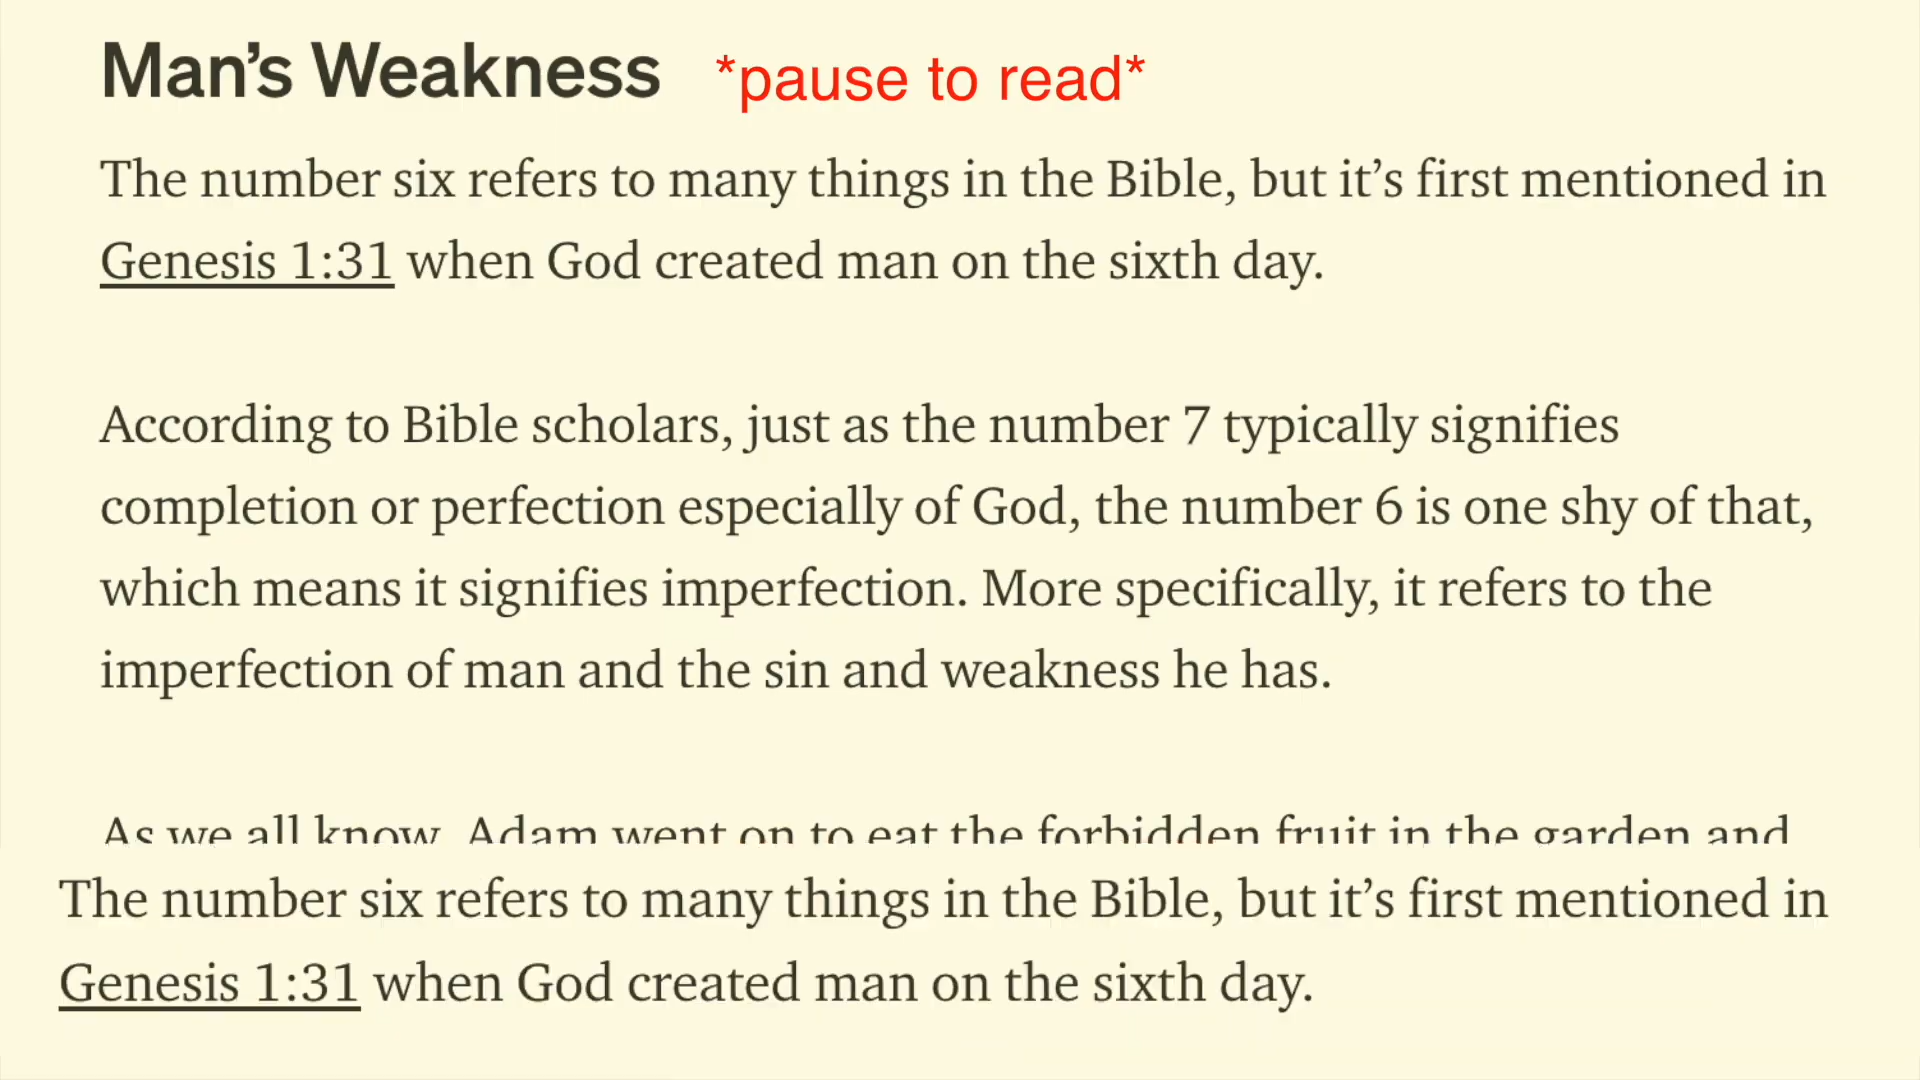 Man’s Weakness *pause to read*
The number six refers to many things in the Bible, but it’s first mentioned in
Genesis 1:31 when God created man on the sixth day.
According to Bible scholars, just as the number 7 typically signifies
completion or perfection especially of God, the number 6 is one shy of that,
which means it signifies imperfection. More specifically, it refers to the
imperfection of man and the sin and weakness he has.
As we all know, Adam went on to eat the forbidden fruit in the garden and
The number six refers to many things in the Bible, but it’s first mentioned in
Genesis 1:31 when God created man on the sixth day.